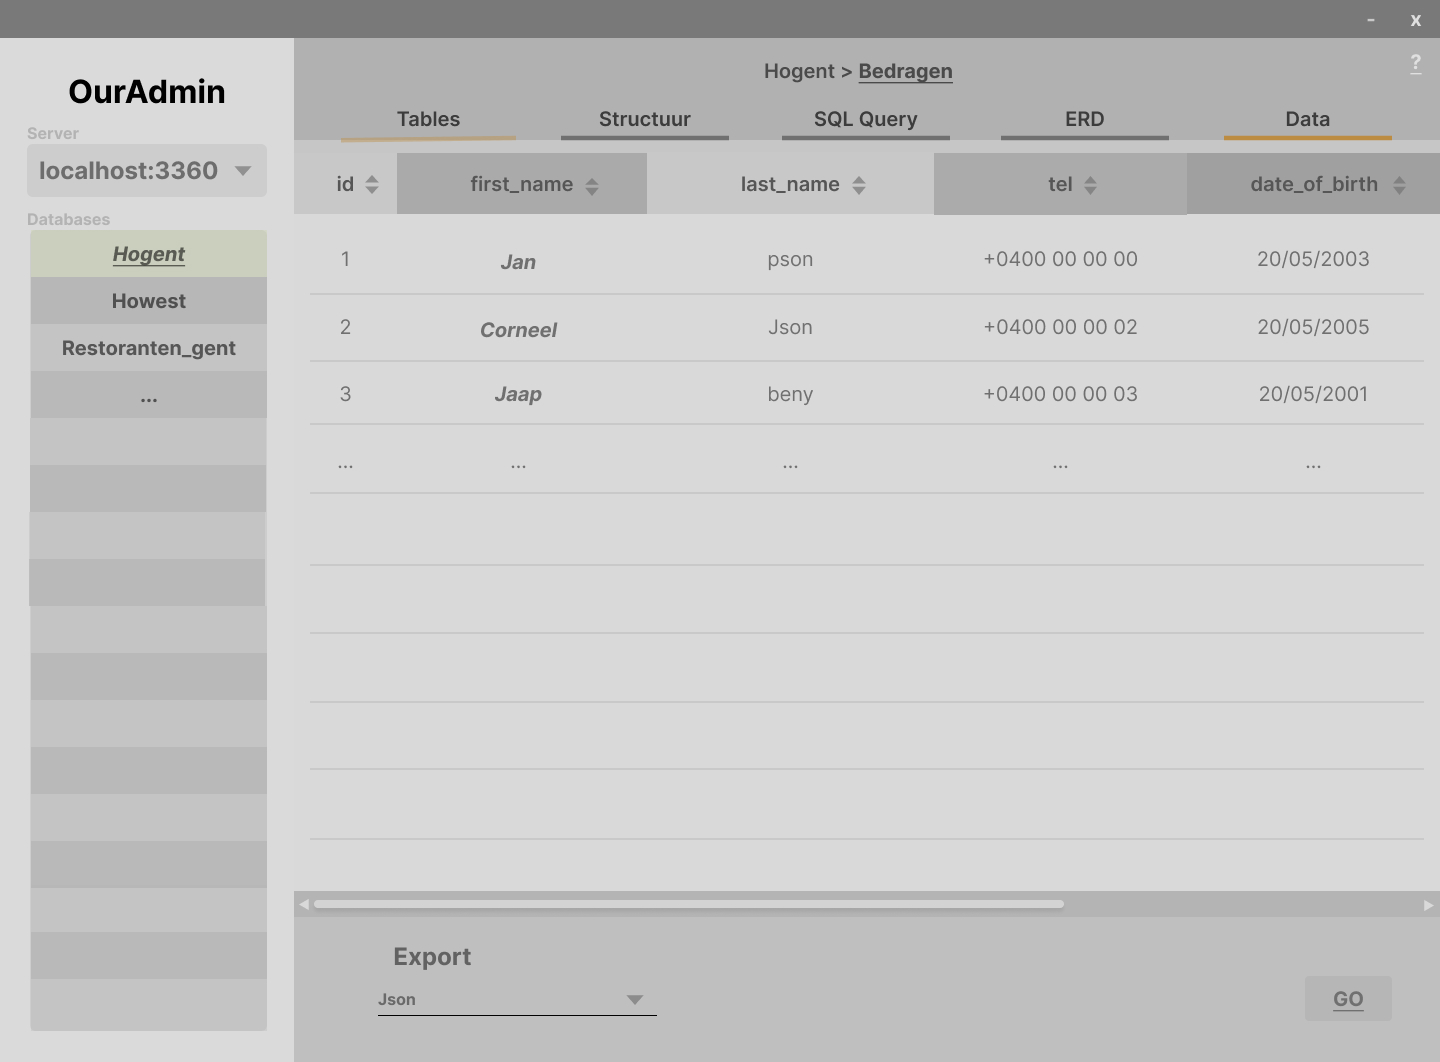 - x
?
OurAdmin
Server
localhost:3360
Databases
Hogent
Howest
Restoranten_gent
...
Hogent > Bedragen
Tables Structuur SQL Query ERD Data
id first_name last_name tel date_of_birth
1 Jan pson +0400 00 00 00 20/05/2003
2 Corneel Json +0400 00 00 02 20/05/2005
3 Jaap beny +0400 00 00 03 20/05/2001
... ... ... ... ...
Export
Json
GO